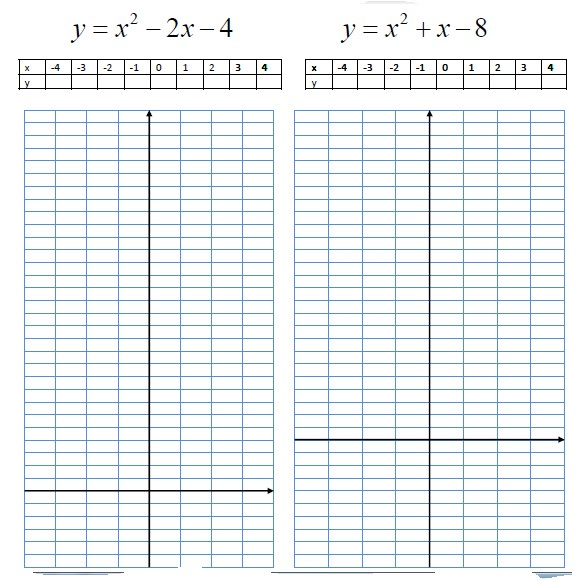 y = x² − 2x − 4
x -4 -3 -2 -1 0 1 2 3 4
y
y = x² + x − 8
x -4 -3 -2 -1 0 1 2 3 4
y